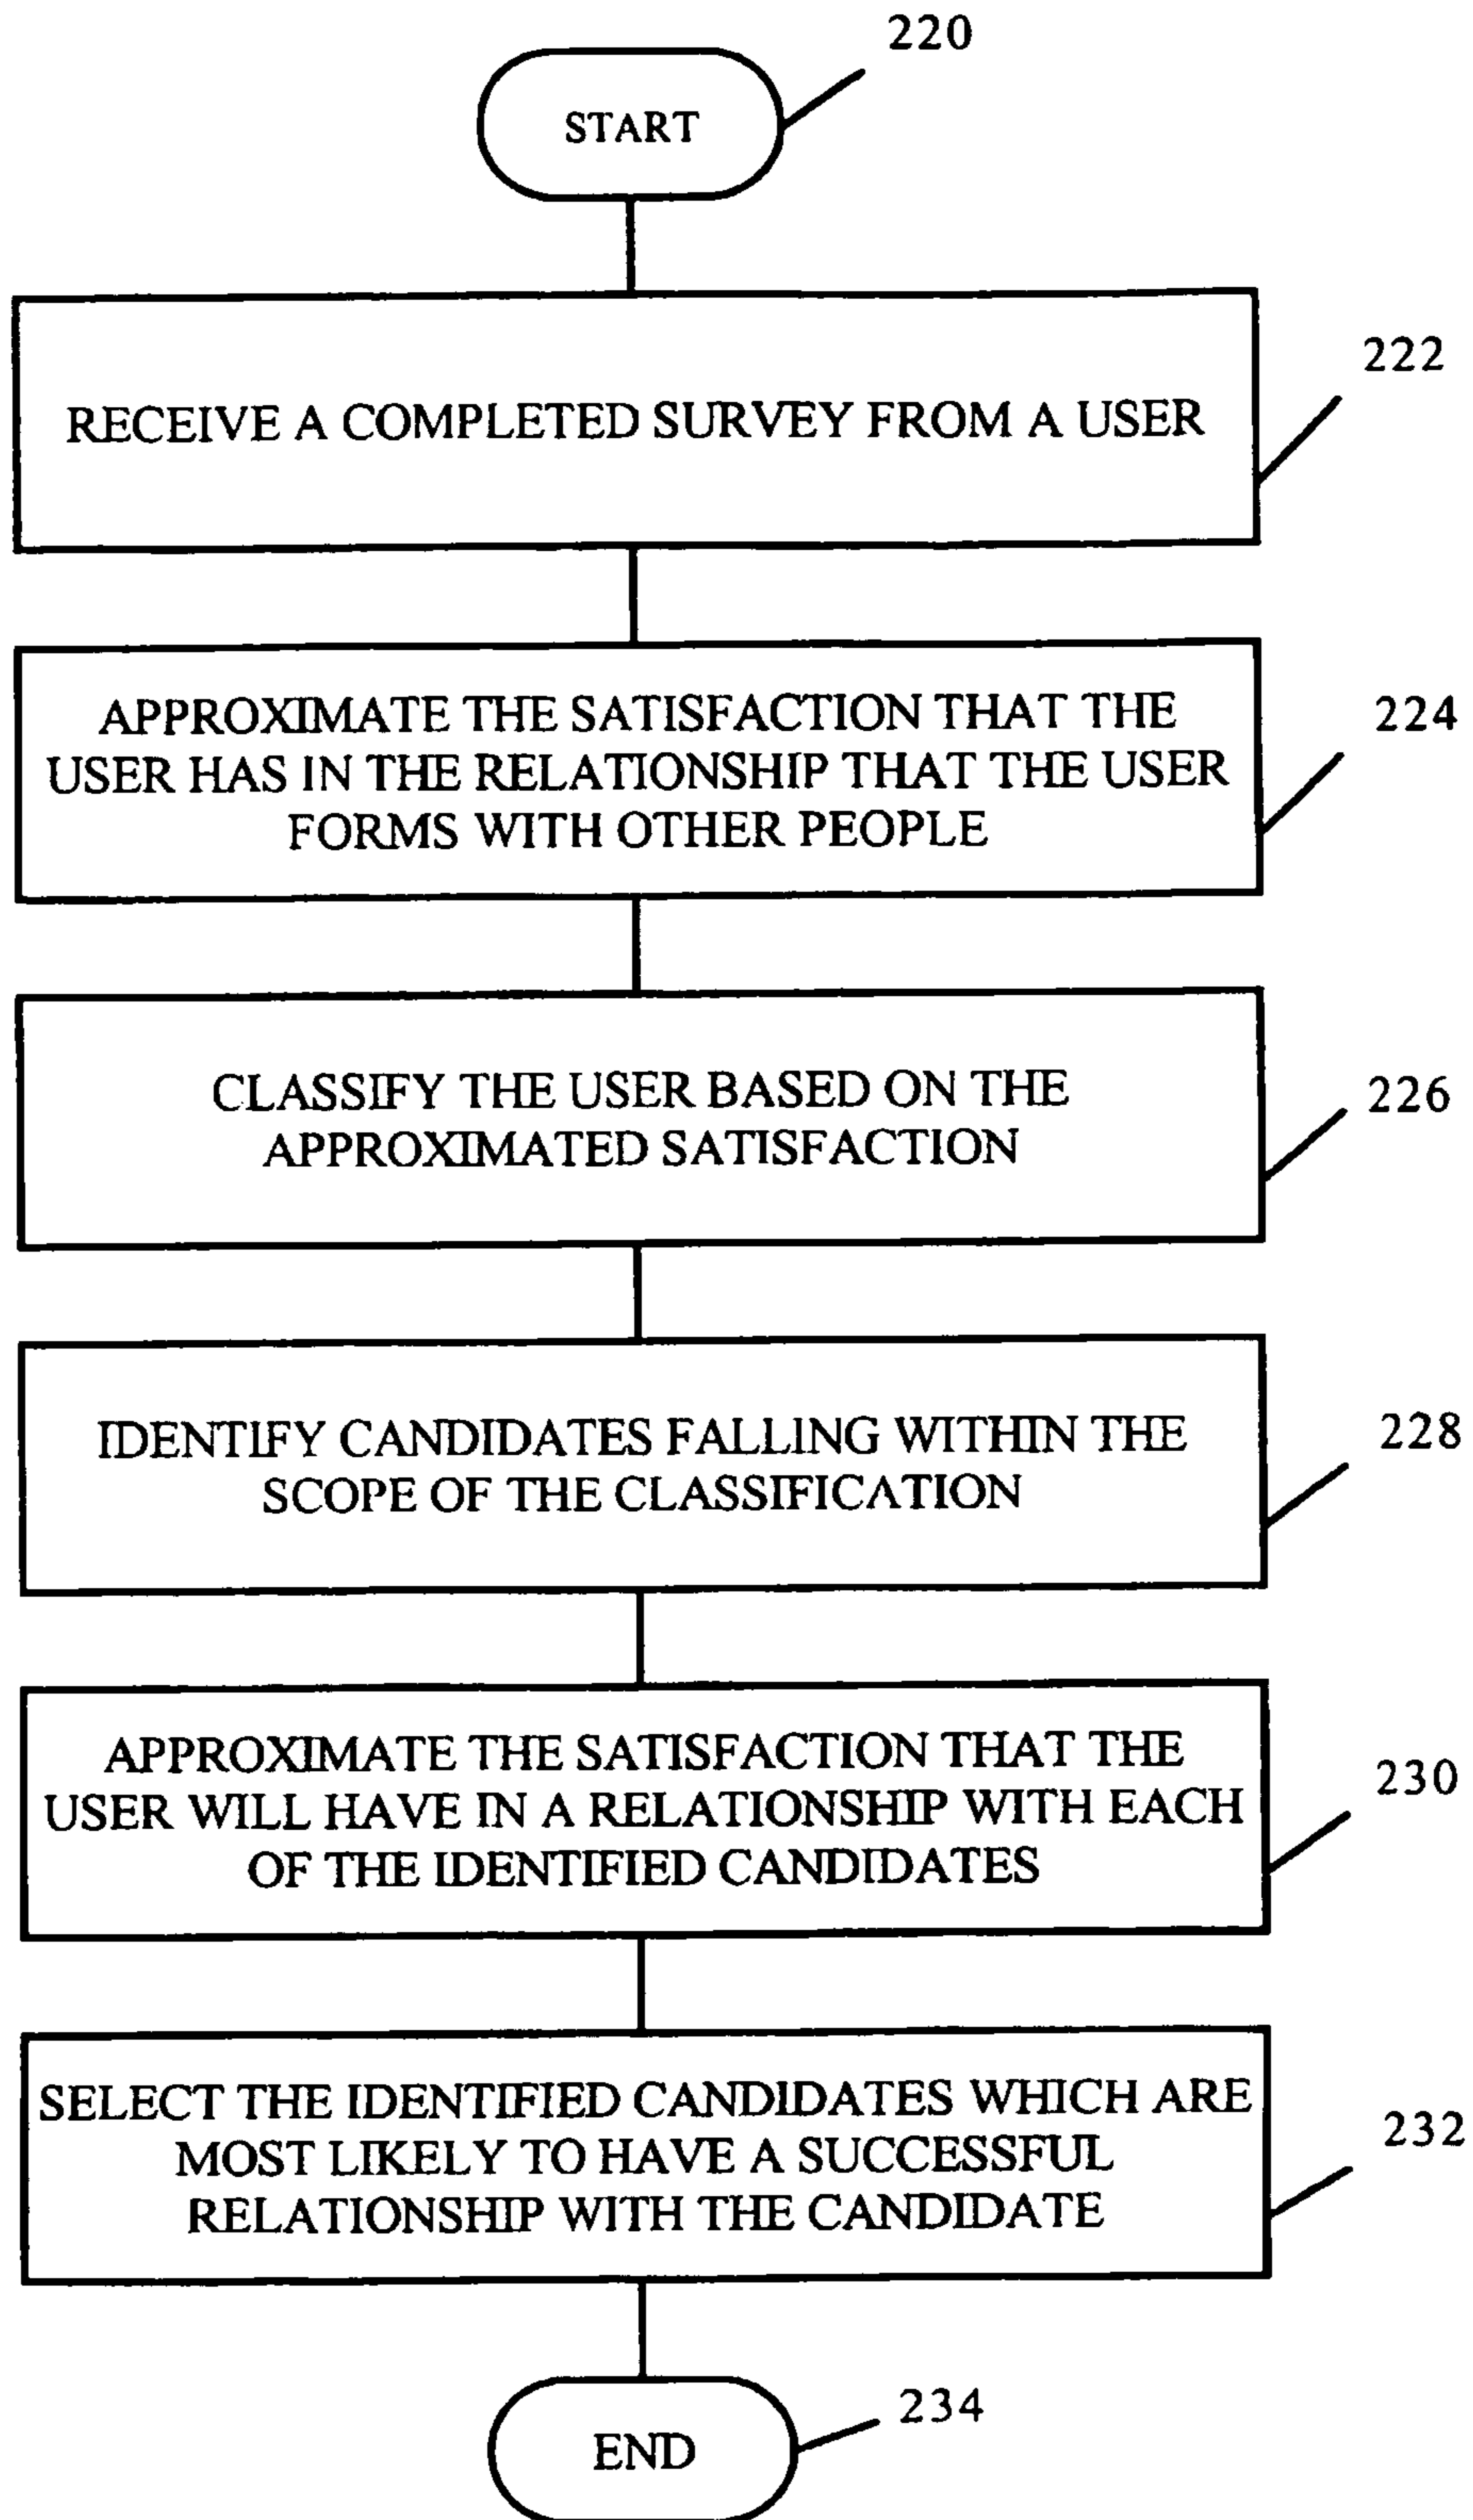 220
START
222
RECEIVE A COMPLETED SURVEY FROM A USER
224
APPROXIMATE THE SATISFACTION THAT THE
USER HAS IN THE RELATIONSHIP THAT THE USER
FORMS WITH OTHER PEOPLE
226
CLASSIFY THE USER BASED ON THE
APPROXIMATED SATISFACTION
228
IDENTIFY CANDIDATES FALLING WITHIN THE
SCOPE OF THE CLASSIFICATION
230
APPROXIMATE THE SATISFACTION THAT THE
USER WILL HAVE IN A RELATIONSHIP WITH EACH
OF THE IDENTIFIED CANDIDATES
232
SELECT THE IDENTIFIED CANDIDATES WHICH ARE
MOST LIKELY TO HAVE A SUCCESSFUL
RELATIONSHIP WITH THE CANDIDATE
234
END